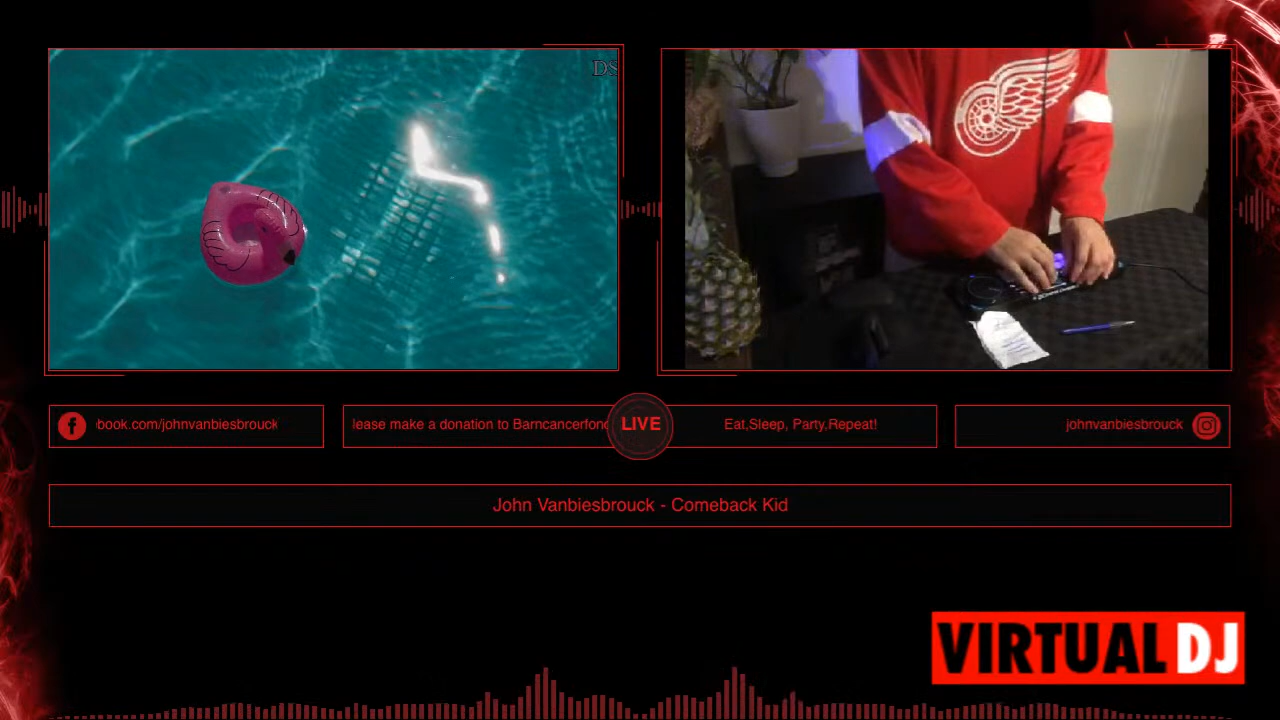 DS
book.com/johnvanbiesbrouck
lease make a donation to Barncancerfond
LIVE
Eat,Sleep, Party,Repeat!
johnvanbiesbrouck
John Vanbiesbrouck - Comeback Kid
VIRTUAL DJ